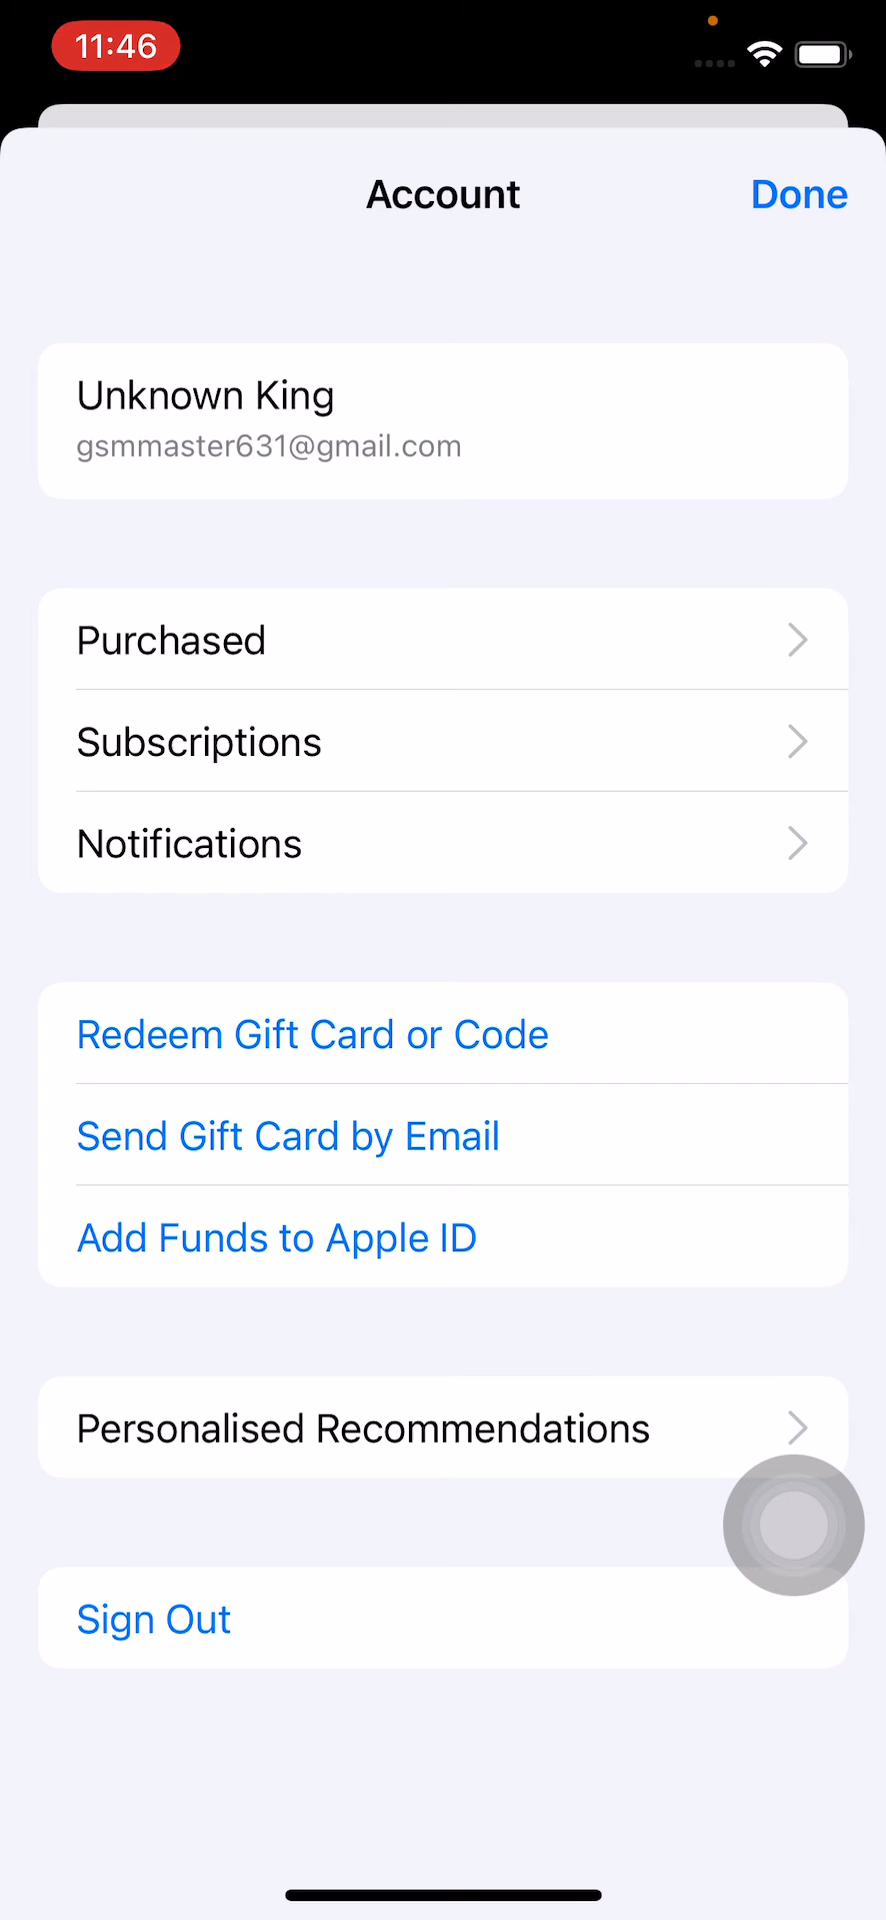 11:46
Account
Done
Unknown King
gsmmaster631@gmail.com
Purchased
Subscriptions
Notifications
Redeem Gift Card or Code
Send Gift Card by Email
Add Funds to Apple ID
Personalised Recommendations
Sign Out